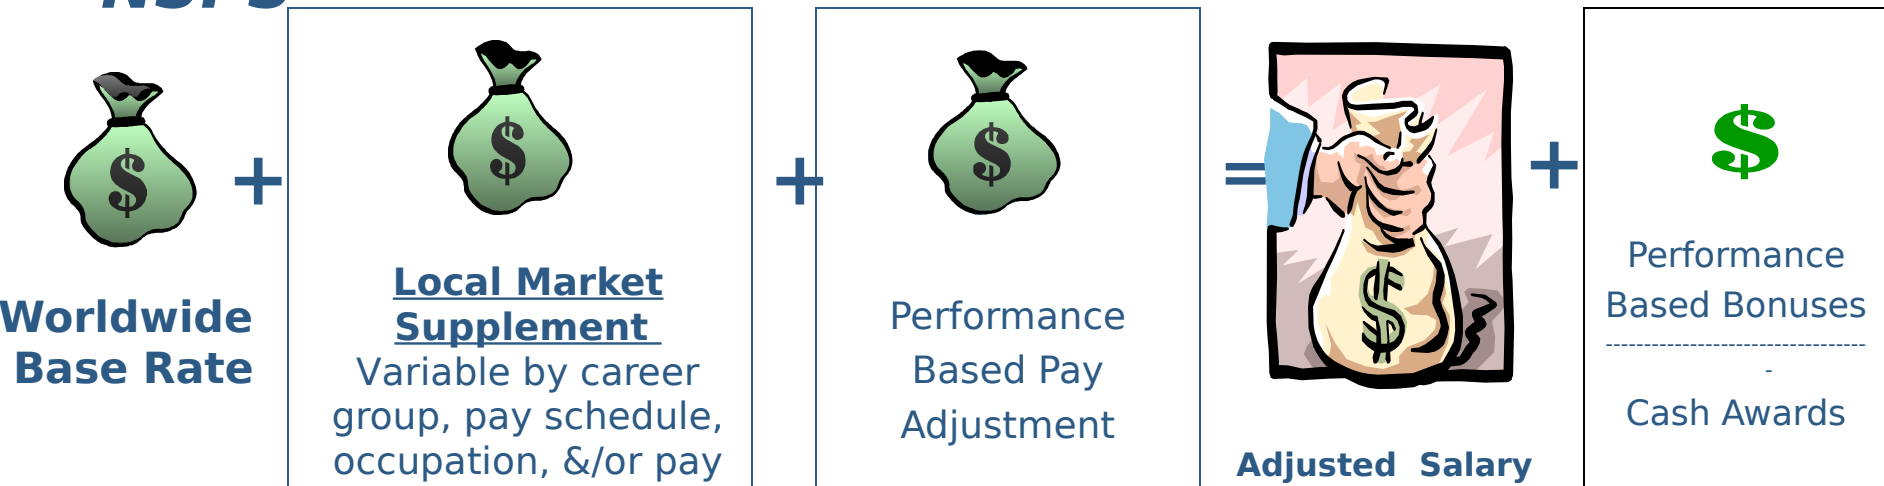 NSPS
Worldwide
Base Rate
+
Local Market
Supplement
Variable by career
group, pay schedule,
occupation, &/or pay
+
Performance
Based Pay
Adjustment
=
Adjusted Salary
+
$
Performance
Based Bonuses
-----------------------------------
-
Cash Awards